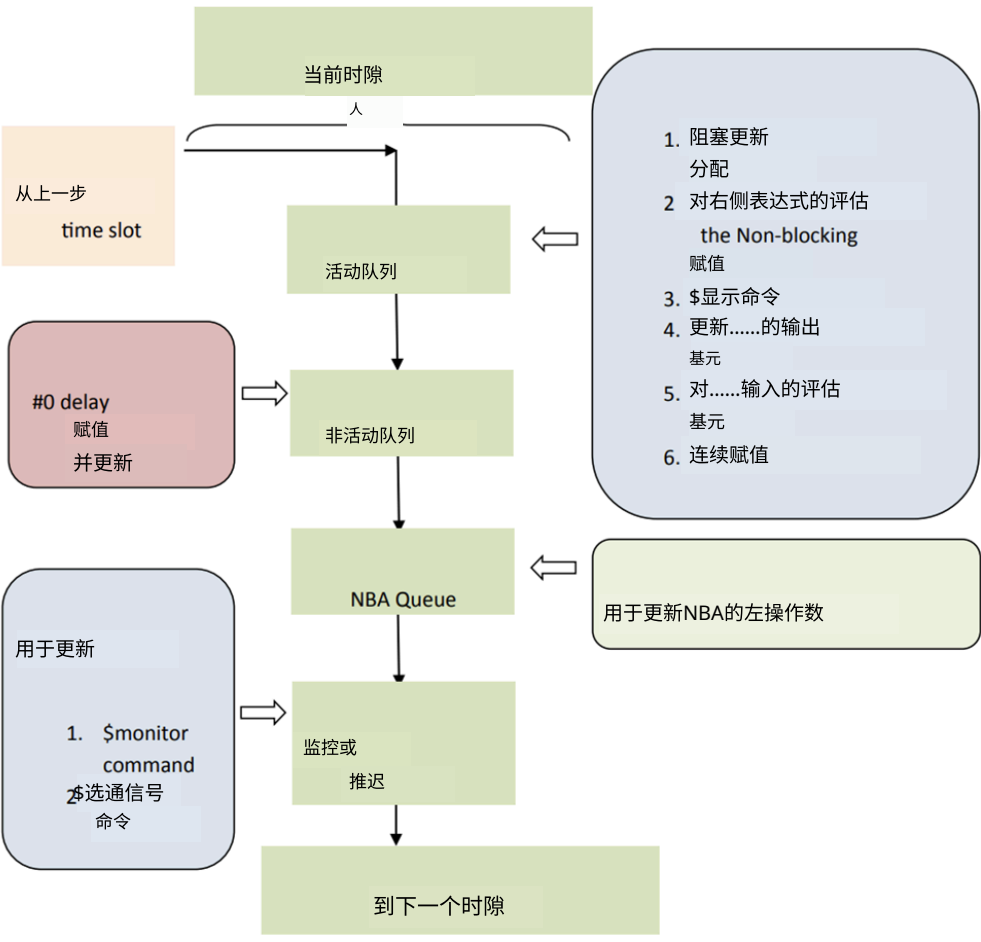 当前时隙
人
从上一步
time slot
活动队列
1. 阻塞更新
分配
2 对右侧表达式的评估
the Non-blocking
赋值
3. $显示命令
4. 更新……的输出
基元
5. 对……输入的评估
基元
6. 连续赋值
#0 delay
赋值
并更新
非活动队列
NBA Queue
用于更新NBA的左操作数
用于更新
1. $monitor
command
2 $选通信号
命令
监控或
推迟
到下一个时隙